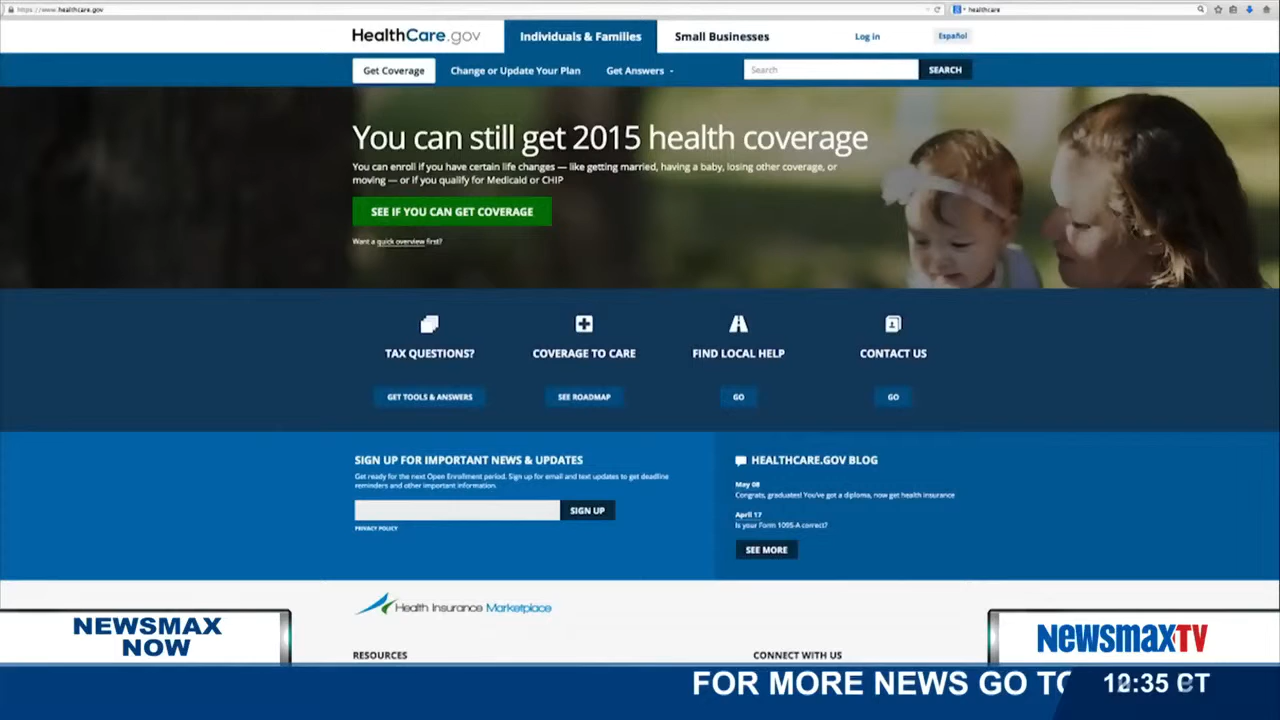 https://www.healthcare.gov
healthcare
HealthCare.gov
Individuals & Families
Small Businesses
Log in
Español
Get Coverage
Change or Update Your Plan
Get Answers
Search
SEARCH
You can still get 2015 health coverage
You can enroll if you have certain life changes — like getting married, having a baby, losing other coverage, or
moving — or if you qualify for Medicaid or CHIP
SEE IF YOU CAN GET COVERAGE
Want a quick overview first?
TAX QUESTIONS?
COVERAGE TO CARE
FIND LOCAL HELP
CONTACT US
GET TOOLS & ANSWERS
SEE ROADMAP
GO
GO
SIGN UP FOR IMPORTANT NEWS & UPDATES
Get ready for the next Open Enrollment period. Sign up for email and text updates to get deadline
reminders and other important information.
SIGN UP
PRIVACY POLICY
HEALTHCARE.GOV BLOG
May 08
Congrats, graduates! You've got a diploma, now get health insurance
April 17
Is your Form 1095-A correct?
SEE MORE
Health Insurance Marketplace
RESOURCES
CONNECT WITH US
NEWSMAX
NOW
NEWSMAXTV
FOR MORE NEWS GO TO
:35 CT